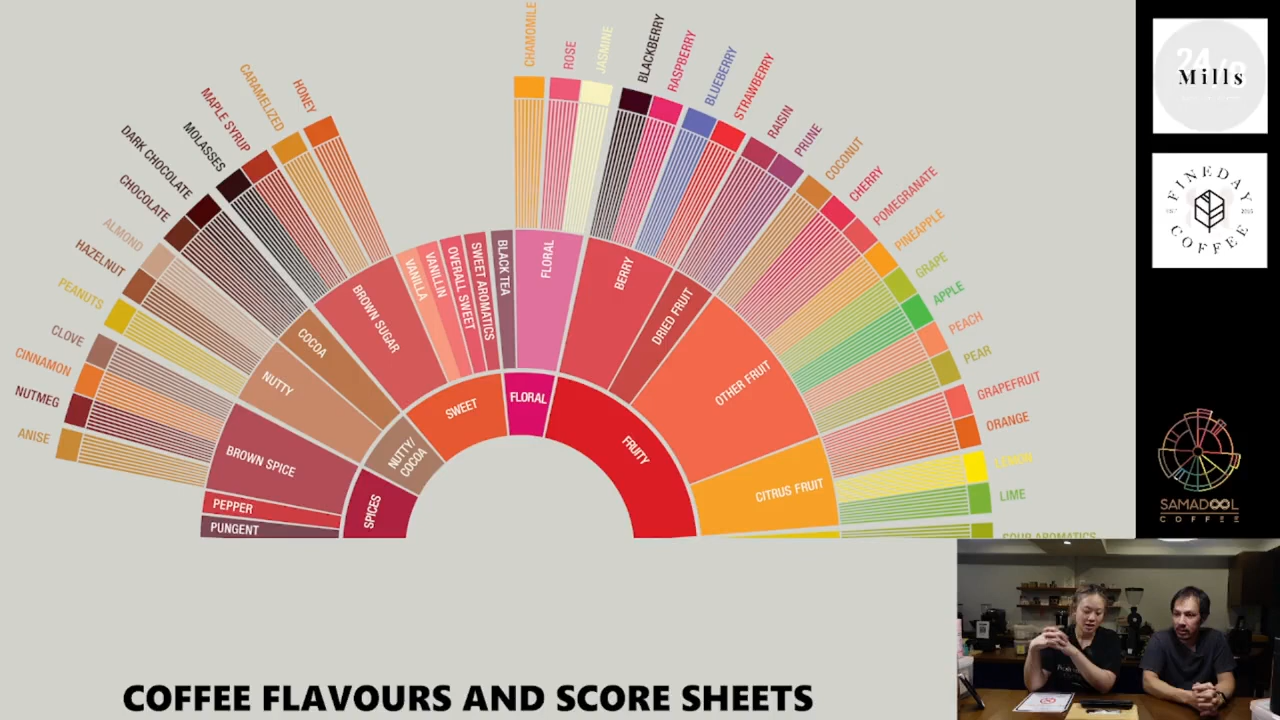 CHAMOMILE
ROSE
JASMINE
BLACKBERRY
RASPBERRY
BLUEBERRY
STRAWBERRY
RAISIN
PRUNE
COCONUT
CHERRY
POMEGRANATE
PINEAPPLE
GRAPE
APPLE
PEACH
PEAR
GRAPEFRUIT
ORANGE
LEMON
LIME
SOUR AROMATICS
HONEY
CARAMELIZED
MAPLE SYRUP
MOLASSES
DARK CHOCOLATE
CHOCOLATE
ALMOND
HAZELNUT
PEANUTS
CLOVE
CINNAMON
NUTMEG
ANISE
PUNGENT
PEPPER
BROWN SPICE
NUTTY
COCOA
BROWN SUGAR
VANILLA
VANILLIN
OVERALL SWEET
SWEET AROMATICS
BLACK TEA
FLORAL
BERRY
DRIED FRUIT
OTHER FRUIT
CITRUS FRUIT
SPICES
NUTTY/
COCOA
SWEET
FLORAL
FRUITY
COFFEE FLAVOURS AND SCORE SHEETS
Mills
FINEDAY
COFFEE
SAMADOOL
COFFEE